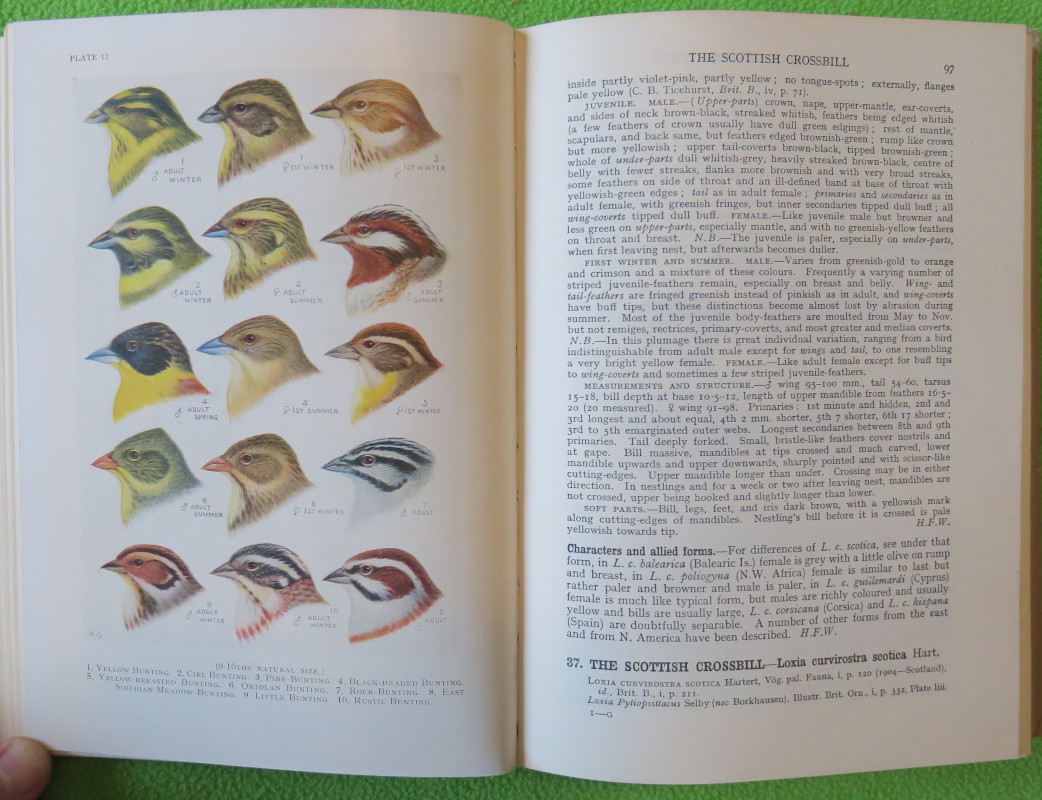 PLATE 12
1
♂ ADULT
WINTER
1
♀ 1ST WINTER
3
♀ 1ST WINTER
2
♂ ADULT
WINTER
2
♀ ADULT
SUMMER
3
♂ ADULT
SUMMER
4
♂ ADULT
SPRING
4
♀ 1ST SUMMER
5
♀ 1ST WINTER
6
♂ ADULT
SUMMER
6
♀ 1ST WINTER
7
♂ ADULT
9
♂ ADULT
WINTER
10
♂ ADULT
WINTER
8
♂ ADULT
(9-10THS NATURAL SIZE.)
1, YELLOW BUNTING. 2, CIRL BUNTING. 3, PINE-BUNTING. 4, BLACK-HEADED BUNTING.
5, YELLOW-BREASTED BUNTING. 6, ORTOLAN BUNTING. 7, ROCK-BUNTING. 8, EAST
SIBERIAN MEADOW-BUNTING. 9, LITTLE BUNTING. 10, RUSTIC BUNTING.
THE SCOTTISH CROSSBILL 97
inside partly violet-pink, partly yellow; no tongue-spots; externally, flanges
pale yellow (C. B. Ticehurst, Brit. B., iv, p. 71).
JUVENILE. MALE.—(Upper-parts) crown, nape, upper-mantle, ear-coverts,
and sides of neck brown-black, streaked whitish, feathers being edged whitish
(a few feathers of crown usually have dull green edgings); rest of mantle,
scapulars, and back same, but feathers edged brownish-green; rump like crown
but more yellowish; upper tail-coverts brown-black, tipped brownish-green;
whole of under-parts dull whitish-grey, heavily streaked brown-black, centre of
belly with fewer streaks, flanks more brownish and with very broad streaks,
some feathers on side of throat and an ill-defined band at base of throat with
yellowish-green edges; tail as in adult female; primaries and secondaries as in
adult female, with greenish fringes, but inner secondaries tipped dull buff; all
wing-coverts tipped dull buff. FEMALE.—Like juvenile male but browner and
less green on upper-parts, especially mantle, and with no greenish-yellow feathers
on throat and breast. N.B.—The juvenile is paler, especially on under-parts,
when first leaving nest, but afterwards becomes duller.
FIRST WINTER AND SUMMER. MALE.—Varies from greenish-gold to orange
and crimson and a mixture of these colours. Frequently a varying number of
striped juvenile-feathers remain, especially on breast and belly. Wing- and
tail-feathers are fringed greenish instead of pinkish as in adult, and wing-coverts
have buff tips, but these distinctions become almost lost by abrasion during
summer. Most of the juvenile body-feathers are moulted from May to Nov.
but not remiges, rectrices, primary-coverts, and most greater and median coverts.
N.B.—In this plumage there is great individual variation, ranging from a bird
indistinguishable from adult male except for wings and tail, to one resembling
a very bright yellow female. FEMALE.—Like adult female except for buff tips
to wing-coverts and sometimes a few striped juvenile-feathers.
MEASUREMENTS AND STRUCTURE.—♂ wing 95-100 mm., tail 54-60, tarsus
15-18, bill depth at base 10·5-12, length of upper mandible from feathers 16·5-
20 (20 measured). ♀ wing 91-98. Primaries: 1st minute and hidden, 2nd and
3rd longest and about equal, 4th 2 mm. shorter, 5th 7 shorter, 6th 17 shorter;
3rd to 5th emarginated outer webs. Longest secondaries between 8th and 9th
primaries. Tail deeply forked. Small, bristle-like feathers cover nostrils and
at gape. Bill massive, mandibles at tips crossed and much curved, lower
mandible upwards and upper downwards, sharply pointed and with scissor-like
cutting-edges. Upper mandible longer than under. Crossing may be in either
direction. In nestlings and for a week or two after leaving nest, mandibles are
not crossed, upper being hooked and slightly longer than lower.
SOFT PARTS.—Bill, legs, feet, and iris dark brown, with a yellowish mark
along cutting-edges of mandibles. Nestling's bill before it is crossed is pale
yellowish towards tip. H.F.W.
Characters and allied forms.—For differences of L. c. scotica, see under that
form, in L. c. balearica (Balearic Is.) female is grey with a little olive on rump
and breast, in L. c. poliogyna (N.W. Africa) female is similar to last but
rather paler and browner and male is paler, in L. c. guillemardi (Cyprus)
female is much like typical form, but males are richly coloured and usually
yellow and bills are usually large, L. c. corsicana (Corsica) and L. c. hispana
(Spain) are doubtfully separable. A number of other forms from the east
and from N. America have been described. H.F.W.
37. THE SCOTTISH CROSSBILL—Loxia curvirostra scotica Hart.
LOXIA CURVIROSTRA SCOTICA Hartert, Vög. pal. Fauna, i, p. 120 (1904—Scotland),
id., Brit. B., i, p. 211.
Loxia Pytiopsittacus Selby (nec Borkhausen), Illustr. Brit. Orn., i, p. 332, Plate liii.
1—G